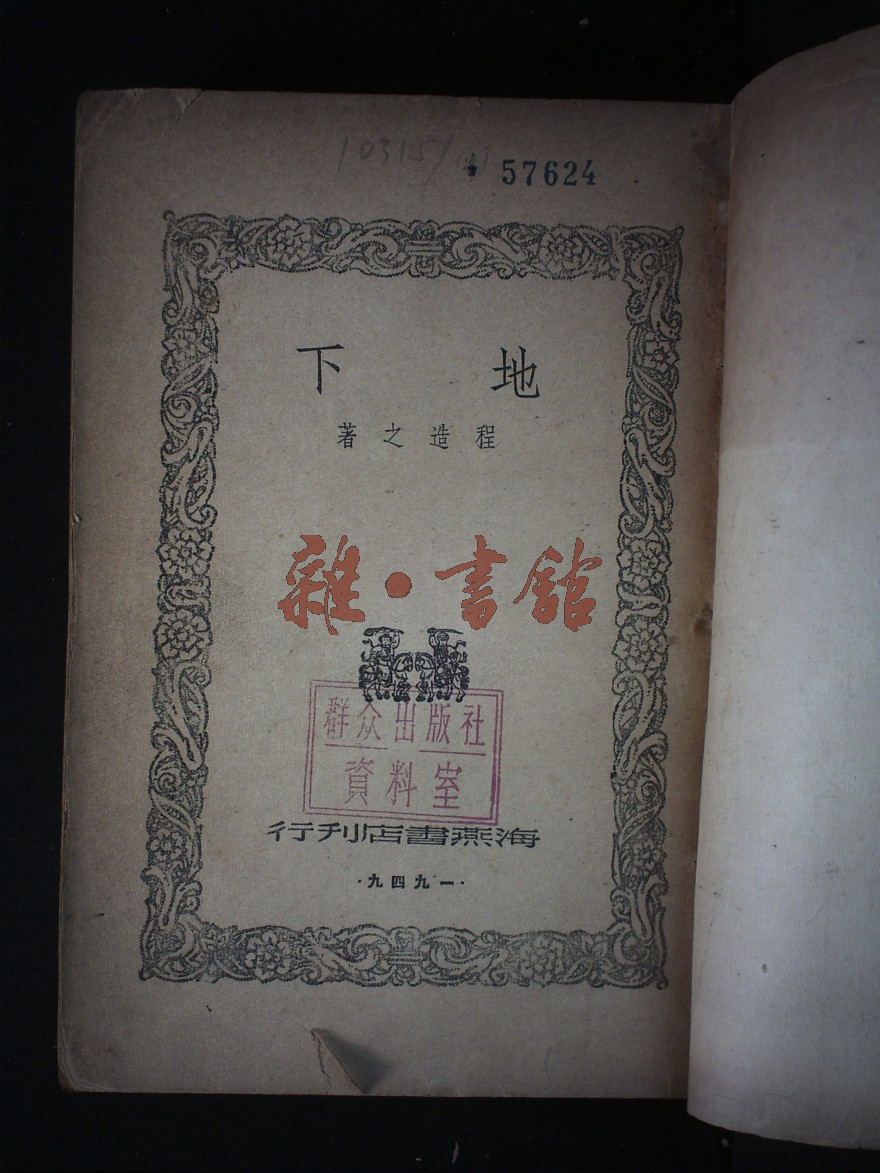 57624
地下
程造之著
雜·書館
群众出版社
資料室
海燕書店刊行
·一九四九·